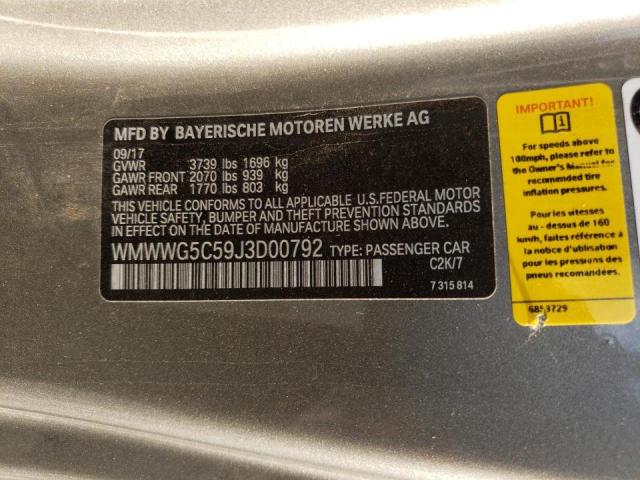 MFD BY BAYERISCHE MOTOREN WERKE AG
09/17
GVWR 3739 lbs 1696 kg
GAWR FRONT 2070 lbs 939 kg
GAWR REAR 1770 lbs 803 kg
THIS VEHICLE CONFORMS TO ALL APPLICABLE U.S.FEDERAL MOTOR
VEHICLE SAFETY, BUMPER AND THEFT PREVENTION STANDARDS
IN EFFECT ON THE DATE OF MANUFACTURE SHOWN ABOVE.
WMWWG5C59J3D00792 TYPE: PASSENGER CAR
C2K/7
7 315 814
IMPORTANT!
For speeds above
100mph, please refer to
the Owner's Manual for
recomended tire
inflation pressures.
Pour les vitesses
au - dessus de 160
km/h, faites référence
a la notice d'ublisation
pour les pressions des
pneus recomandées.
6853729